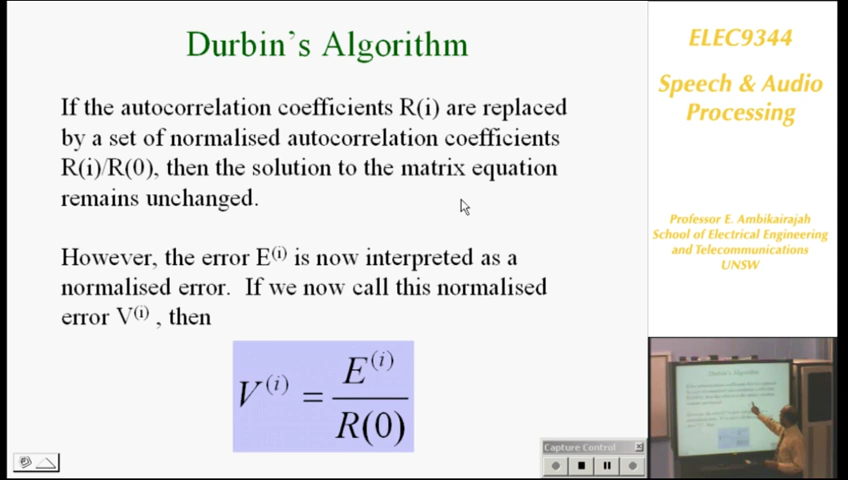 Durbin's Algorithm
If the autocorrelation coefficients R(i) are replaced
by a set of normalised autocorrelation coefficients
R(i)/R(0), then the solution to the matrix equation
remains unchanged.
However, the error E⁽ⁱ⁾ is now interpreted as a
normalised error. If we now call this normalised
error V⁽ⁱ⁾ , then
V⁽ⁱ⁾ = E⁽ⁱ⁾ / R(0)
ELEC9344
Speech & Audio
Processing
Professor E. Ambikairajah
School of Electrical Engineering
and Telecommunications
UNSW
Durbin's Algorithm
Capture Control